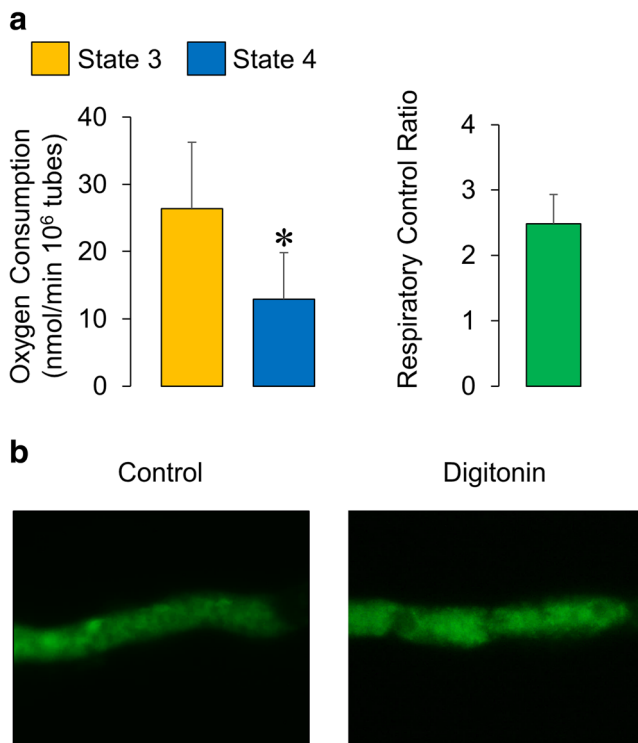 a
State 3 State 4
Oxygen Consumption
(nmol/min 10⁶ tubes)
40
30
20
10
0
*
Respiratory Control Ratio
4
3
2
1
0
b
Control Digitonin